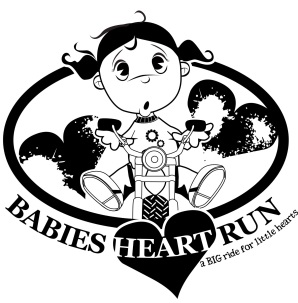 BABIES HEART RUN
a BIG ride for little hearts